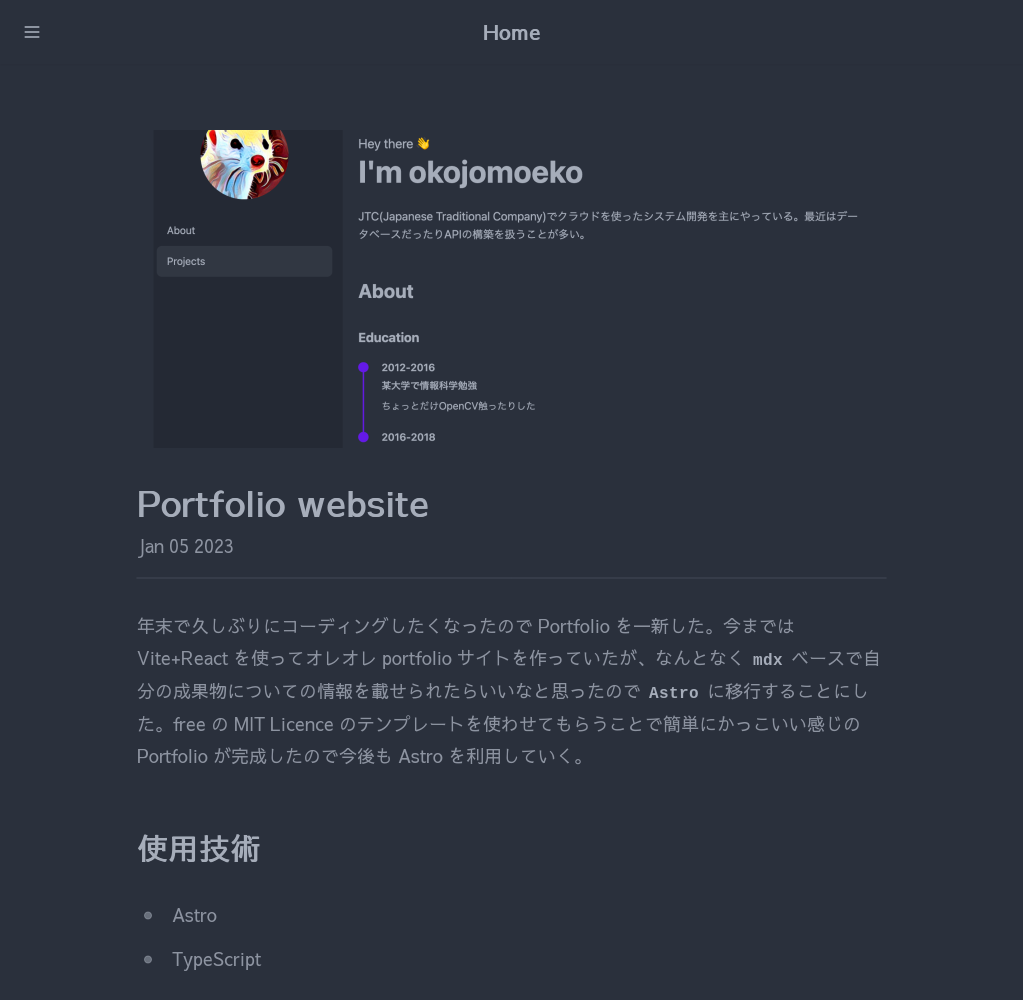 Home
Hey there 👋
I'm okojomoeko
JTC(Japanese Traditional Company)でクラウドを使ったシステム開発を主にやっている。最近はデー
タベースだったりAPIの構築を扱うことが多い。
About
Projects
About
Education
2012-2016
某大学で情報科学勉強
ちょっとだけOpenCV触ったりした
2016-2018
Portfolio website
Jan 05 2023
年末で久しぶりにコーディングしたくなったので Portfolio を一新した。今までは
Vite+React を使ってオレオレ portfolio サイトを作っていたが、なんとなく mdx ベースで自
分の成果物についての情報を載せられたらいいなと思ったので Astro に移行することにし
た。free の MIT Licence のテンプレートを使わせてもらうことで簡単にかっこいい感じの
Portfolio が完成したので今後も Astro を利用していく。
使用技術
Astro
TypeScript